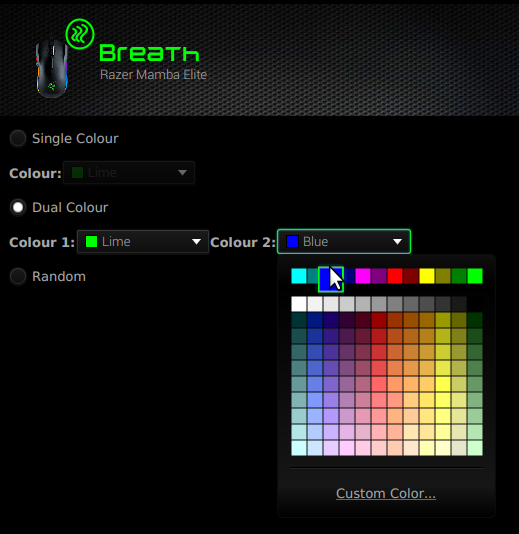 Breath
Razer Mamba Elite
Single Colour
Colour: Lime
Dual Colour
Colour 1: Lime Colour 2: Blue
Random
Custom Color...